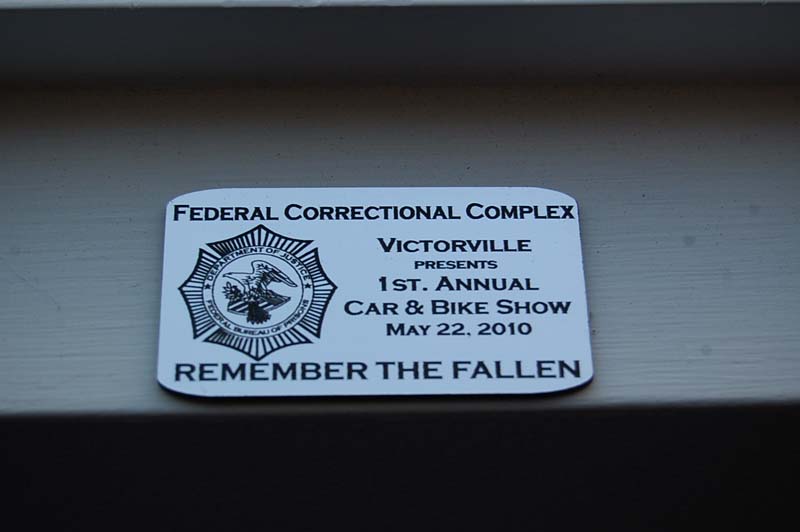 FEDERAL CORRECTIONAL COMPLEX
VICTORVILLE
PRESENTS
1ST. ANNUAL
CAR & BIKE SHOW
MAY 22, 2010
DEPARTMENT OF JUSTICE
FEDERAL BUREAU OF PRISONS
REMEMBER THE FALLEN